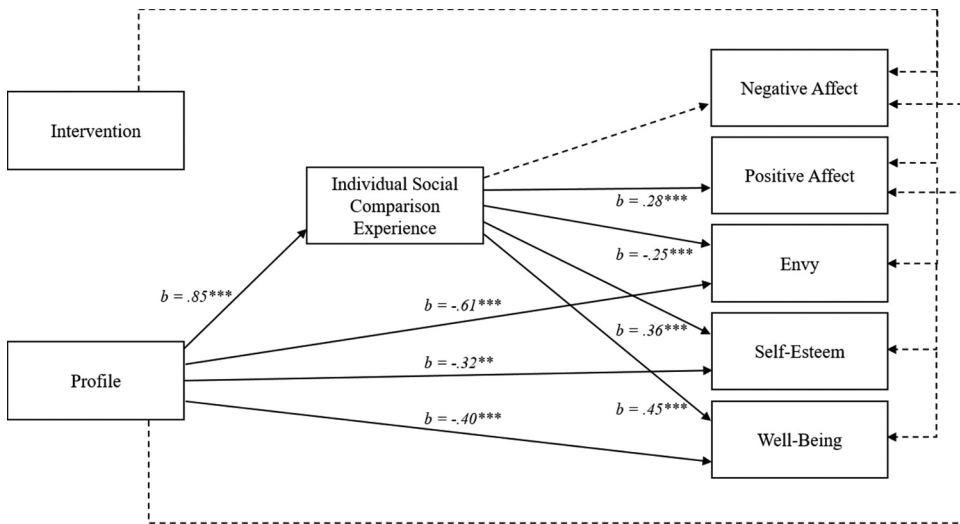 Negative Affect
Intervention
Positive Affect
Individual Social
Comparison
Experience
b = .28***
b = -.25***
Envy
b = .85***
b = -.61***
b = .36***
Self-Esteem
b = -.32**
Profile
b = .45***
b = -.40***
Well-Being